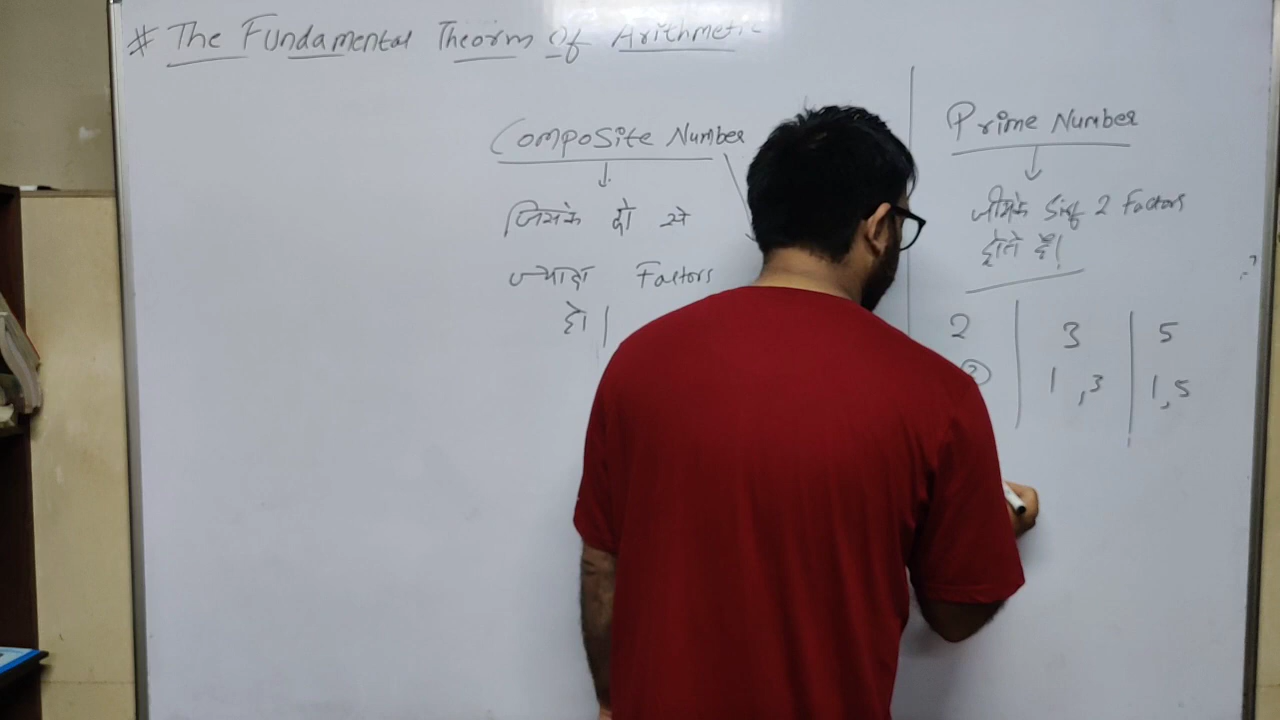 # The Fundamental Theorm Of Arithmetic
Composite Number
↓
जिसके दो से
ज्यादा Factors
हो |
Prime Number
↓
जीसके Sirf 2 Factors
होते है |
2 | 3 | 5
② | 1 , 3 | 1 , 5